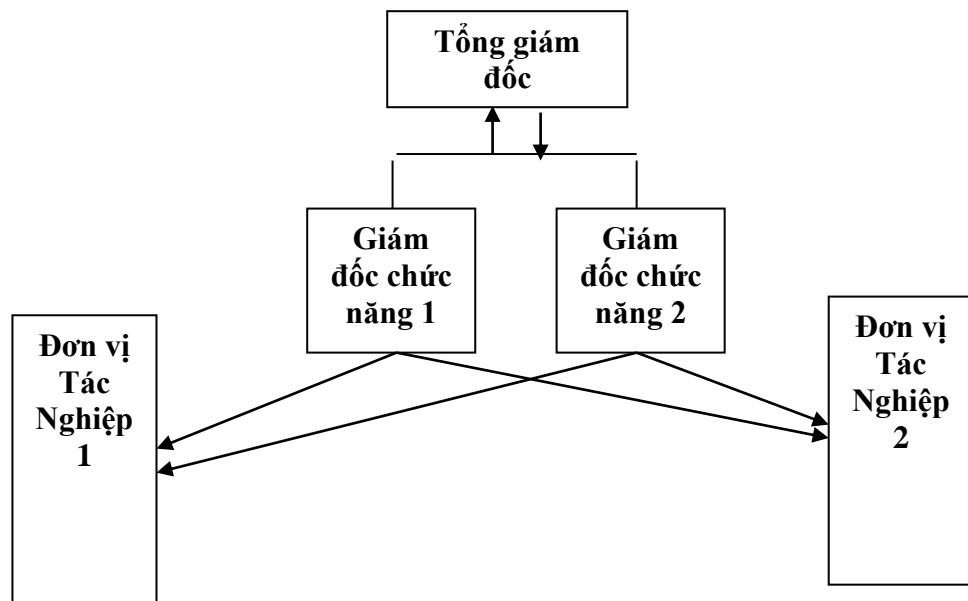 Tổng giám
đốc
Giám
đốc chức
năng 1
Giám
đốc chức
năng 2
Đơn vị
Tác
Nghiệp
1
Đơn vị
Tác
Nghiệp
2